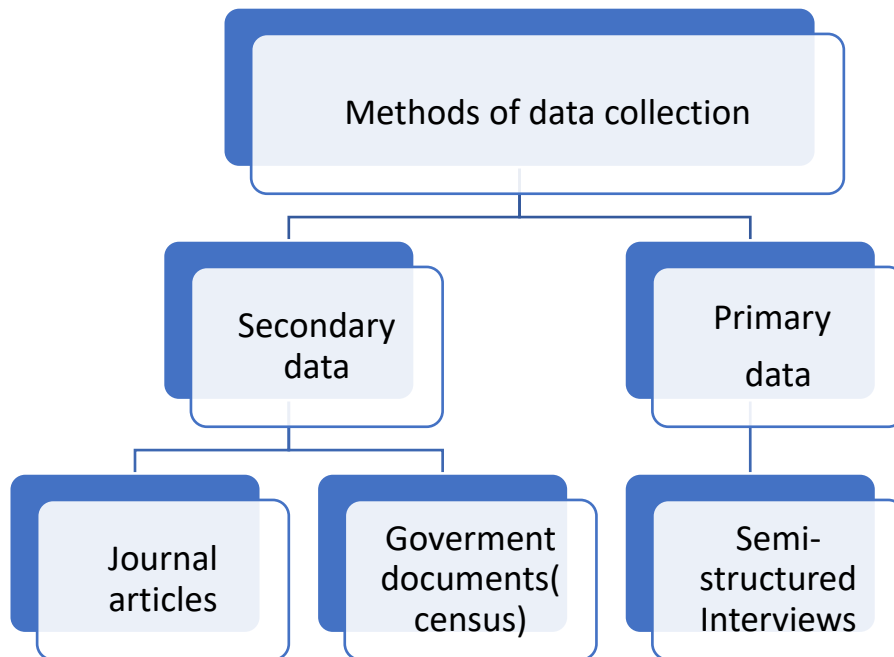 Methods of data collection
Secondary
data
Primary
data
Journal
articles
Goverment
documents(
census)
Semi-
structured
Interviews